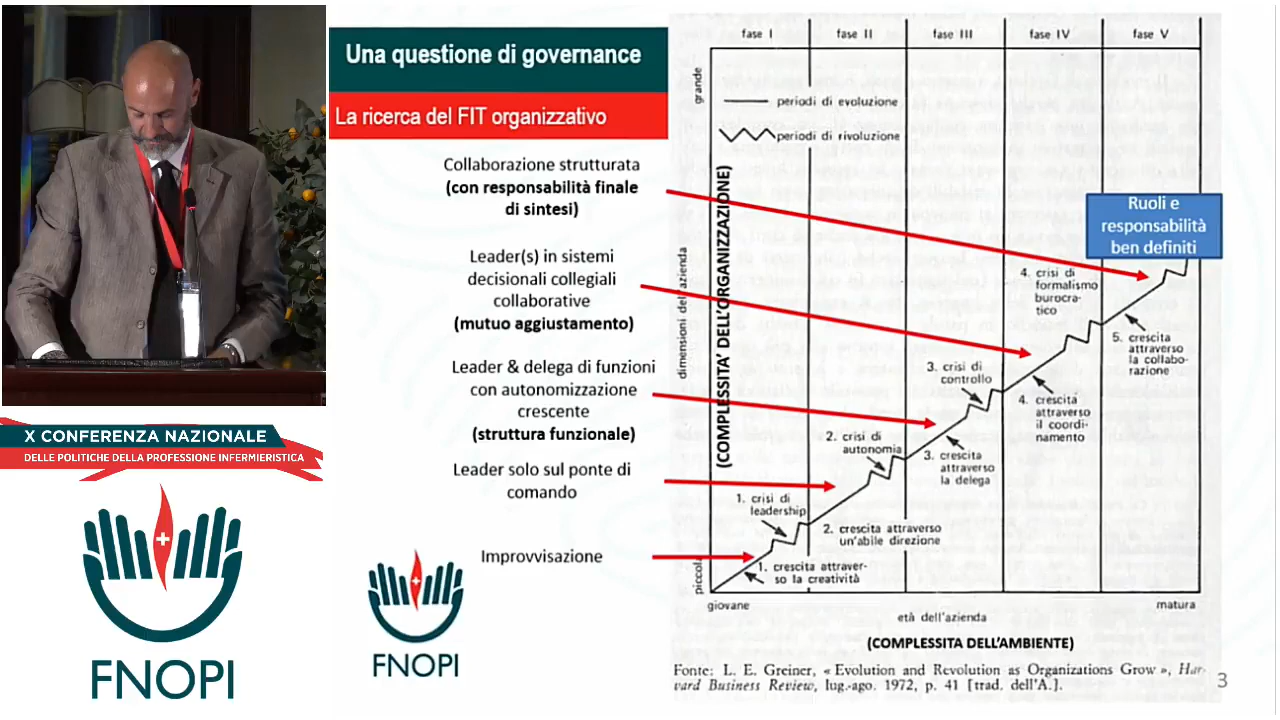 Una questione di governance
La ricerca del FIT organizzativo
Collaborazione strutturata
(con responsabilità finale
di sintesi)
Leader(s) in sistemi
decisionali collegiali
collaborative
(mutuo aggiustamento)
Leader & delega di funzioni
con autonomizzazione
crescente
(struttura funzionale)
Leader solo sul ponte di
comando
Improvvisazione
FNOPI
fase I
fase II
fase III
fase IV
fase V
grande
periodi di evoluzione
periodi di rivoluzione
dimensioni dell'azienda
(COMPLESSITA' DELL'ORGANIZZAZIONE)
piccola
Ruoli e
responsabilità
ben definiti
4. crisi di
formalismo
burocra-
tico
5. crescita
attraverso
la collabo-
razione
3. crisi di
controllo
4. crescita
attraverso
il coordi-
namento
2. crisi di
autonomia
3. crescita
attraverso
la delega
1. crisi di
leadership
2. crescita attraverso
un'abile direzione
1. crescita attraver-
so la creatività
giovane
matura
età dell'azienda
(COMPLESSITA DELL'AMBIENTE)
Fonte: L. E. Greiner, « Evolution and Revolution as Organizations Grow », Har-
vard Business Review, lug.-ago. 1972, p. 41 [trad. dell'A.].
3
X CONFERENZA NAZIONALE
DELLE POLITICHE DELLA PROFESSIONE INFERMIERISTICA
FNOPI